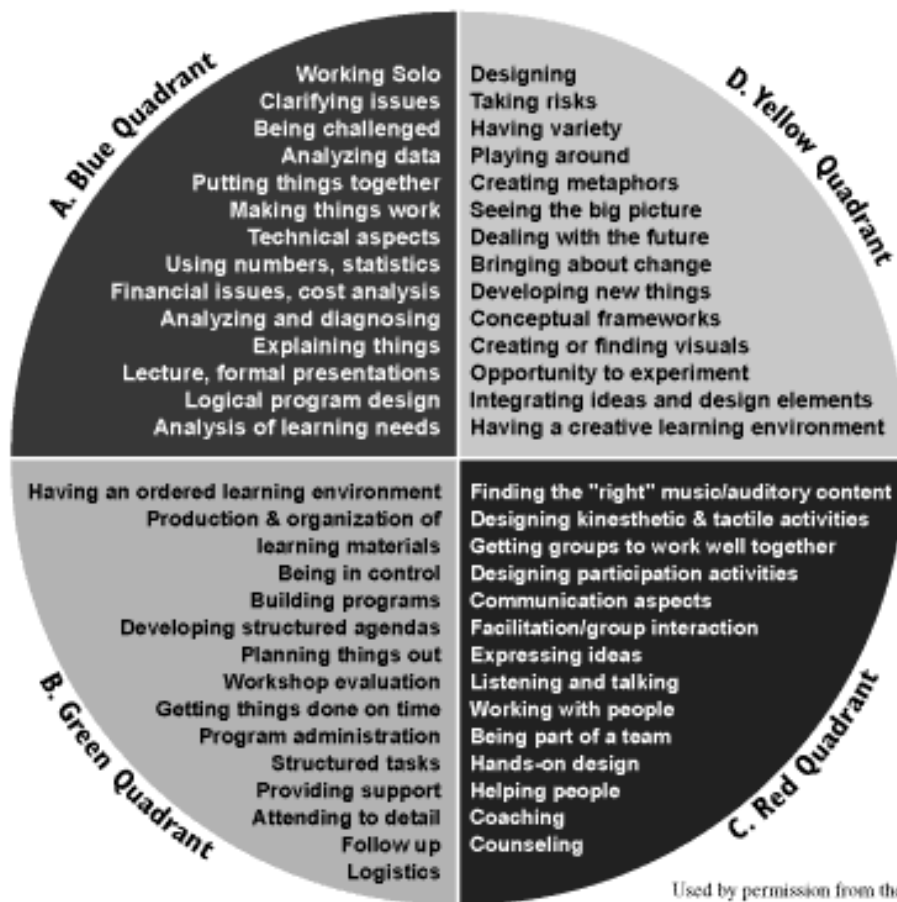 A. Blue Quadrant
Working Solo
Clarifying issues
Being challenged
Analyzing data
Putting things together
Making things work
Technical aspects
Using numbers, statistics
Financial issues, cost analysis
Analyzing and diagnosing
Explaining things
Lecture, formal presentations
Logical program design
Analysis of learning needs
D. Yellow Quadrant
Designing
Taking risks
Having variety
Playing around
Creating metaphors
Seeing the big picture
Dealing with the future
Bringing about change
Developing new things
Conceptual frameworks
Creating or finding visuals
Opportunity to experiment
Integrating ideas and design elements
Having a creative learning environment
B. Green Quadrant
Having an ordered learning environment
Production & organization of
learning materials
Being in control
Building programs
Developing structured agendas
Planning things out
Workshop evaluation
Getting things done on time
Program administration
Structured tasks
Providing support
Attending to detail
Follow up
Logistics
C. Red Quadrant
Finding the "right" music/auditory content
Designing kinesthetic & tactile activities
Getting groups to work well together
Designing participation activities
Communication aspects
Facilitation/group interaction
Expressing ideas
Listening and talking
Working with people
Being part of a team
Hands-on design
Helping people
Coaching
Counseling
Used by permission from the